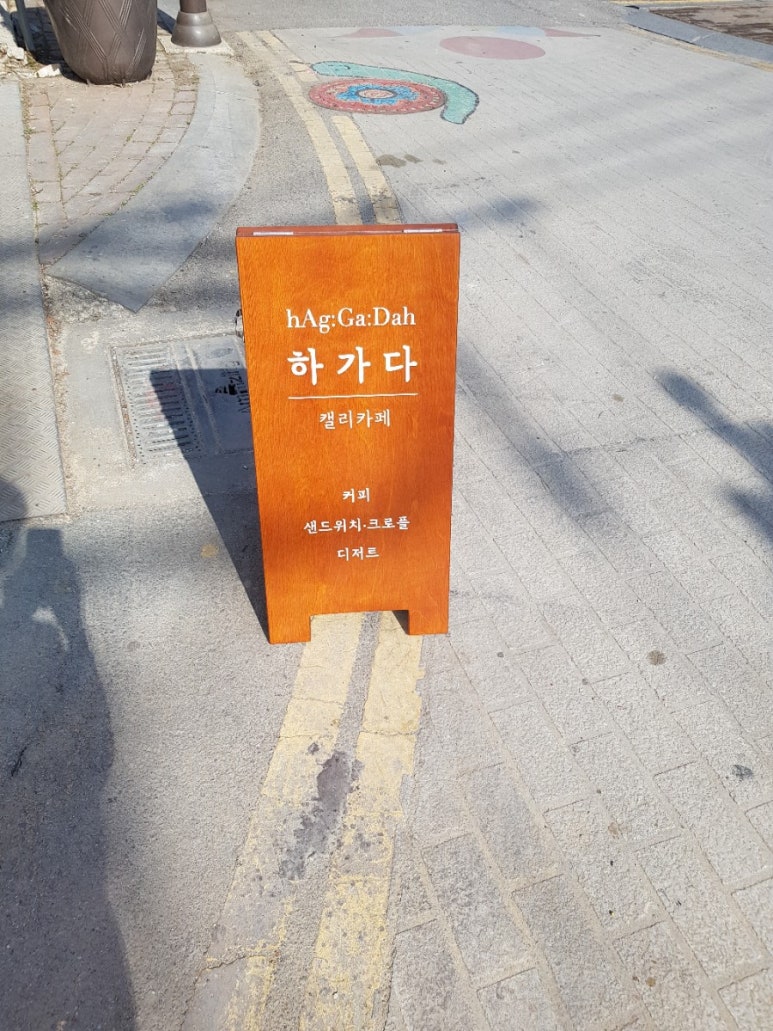 hAg:Ga:Dah
하가다
캘리카페
커피
샌드위치·크로플
디저트